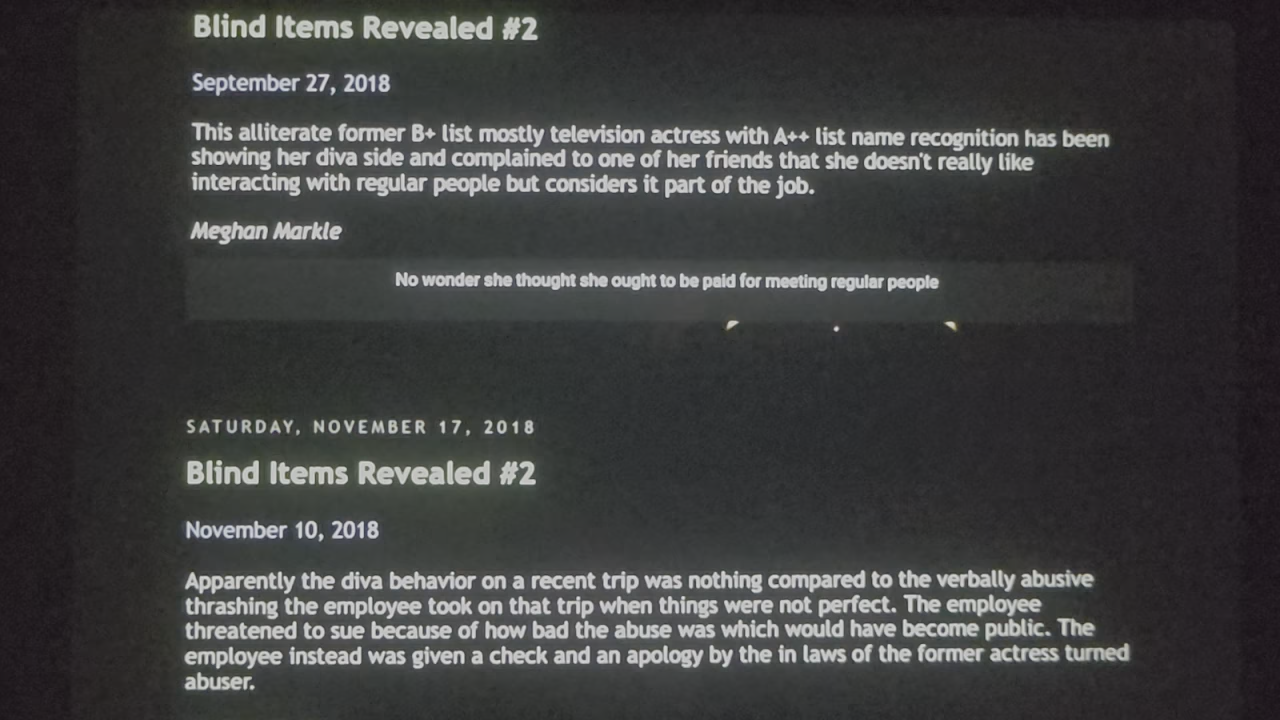 Blind Items Revealed #2
September 27, 2018
This alliterate former B+ list mostly television actress with A++ list name recognition has been
showing her diva side and complained to one of her friends that she doesn't really like
interacting with regular people but considers it part of the job.
Meghan Markle
No wonder she thought she ought to be paid for meeting regular people
SATURDAY, NOVEMBER 17, 2018
Blind Items Revealed #2
November 10, 2018
Apparently the diva behavior on a recent trip was nothing compared to the verbally abusive
thrashing the employee took on that trip when things were not perfect. The employee
threatened to sue because of how bad the abuse was which would have become public. The
employee instead was given a check and an apology by the in laws of the former actress turned
abuser.